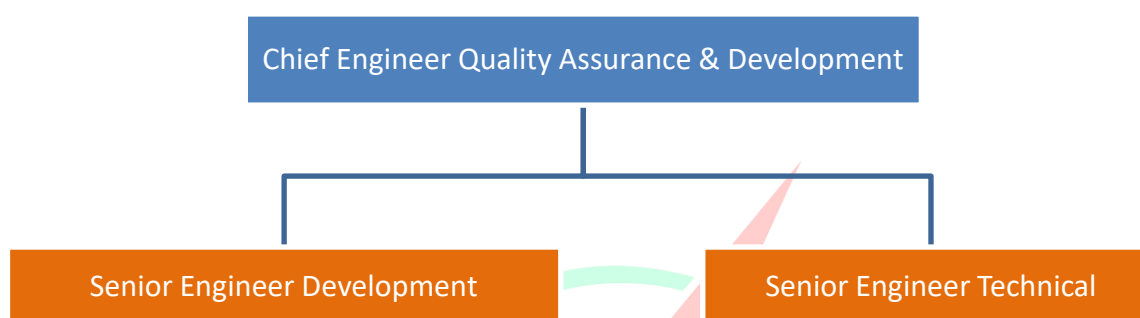 Chief Engineer Quality Assurance & Development
Senior Engineer Development
Senior Engineer Technical